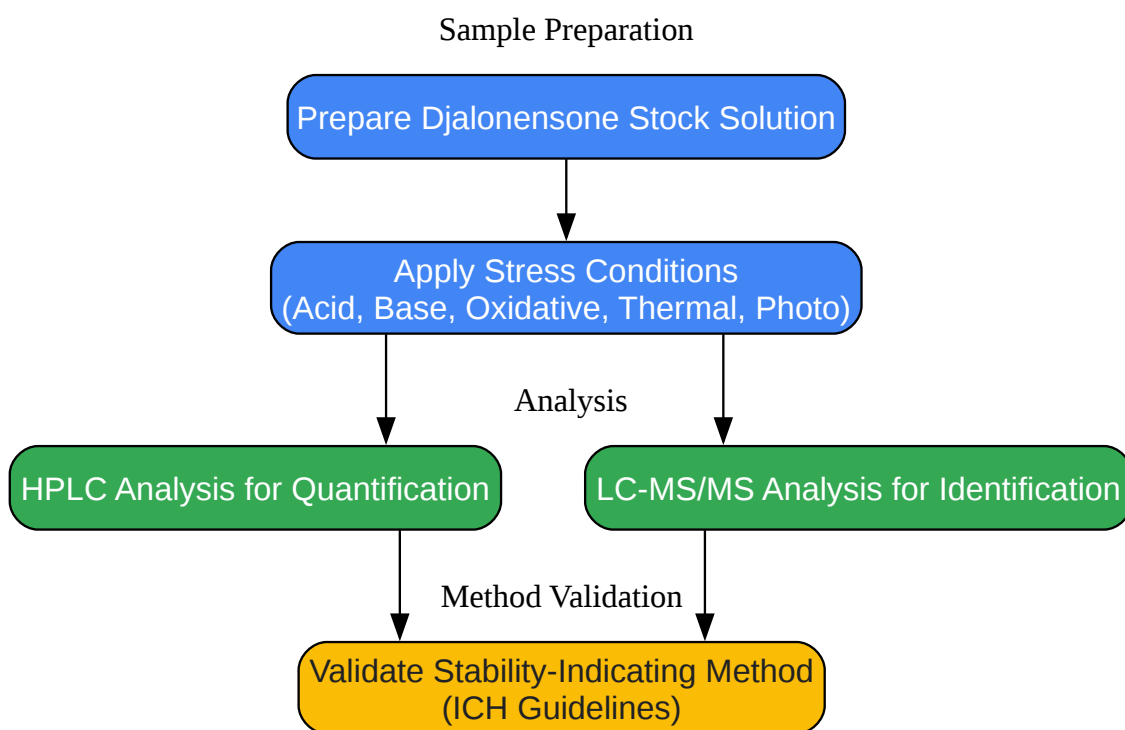 Sample Preparation
Prepare Djalonensone Stock Solution
Apply Stress Conditions
(Acid, Base, Oxidative, Thermal, Photo)
Analysis
HPLC Analysis for Quantification
LC-MS/MS Analysis for Identification
Method Validation
Validate Stability-Indicating Method
(ICH Guidelines)